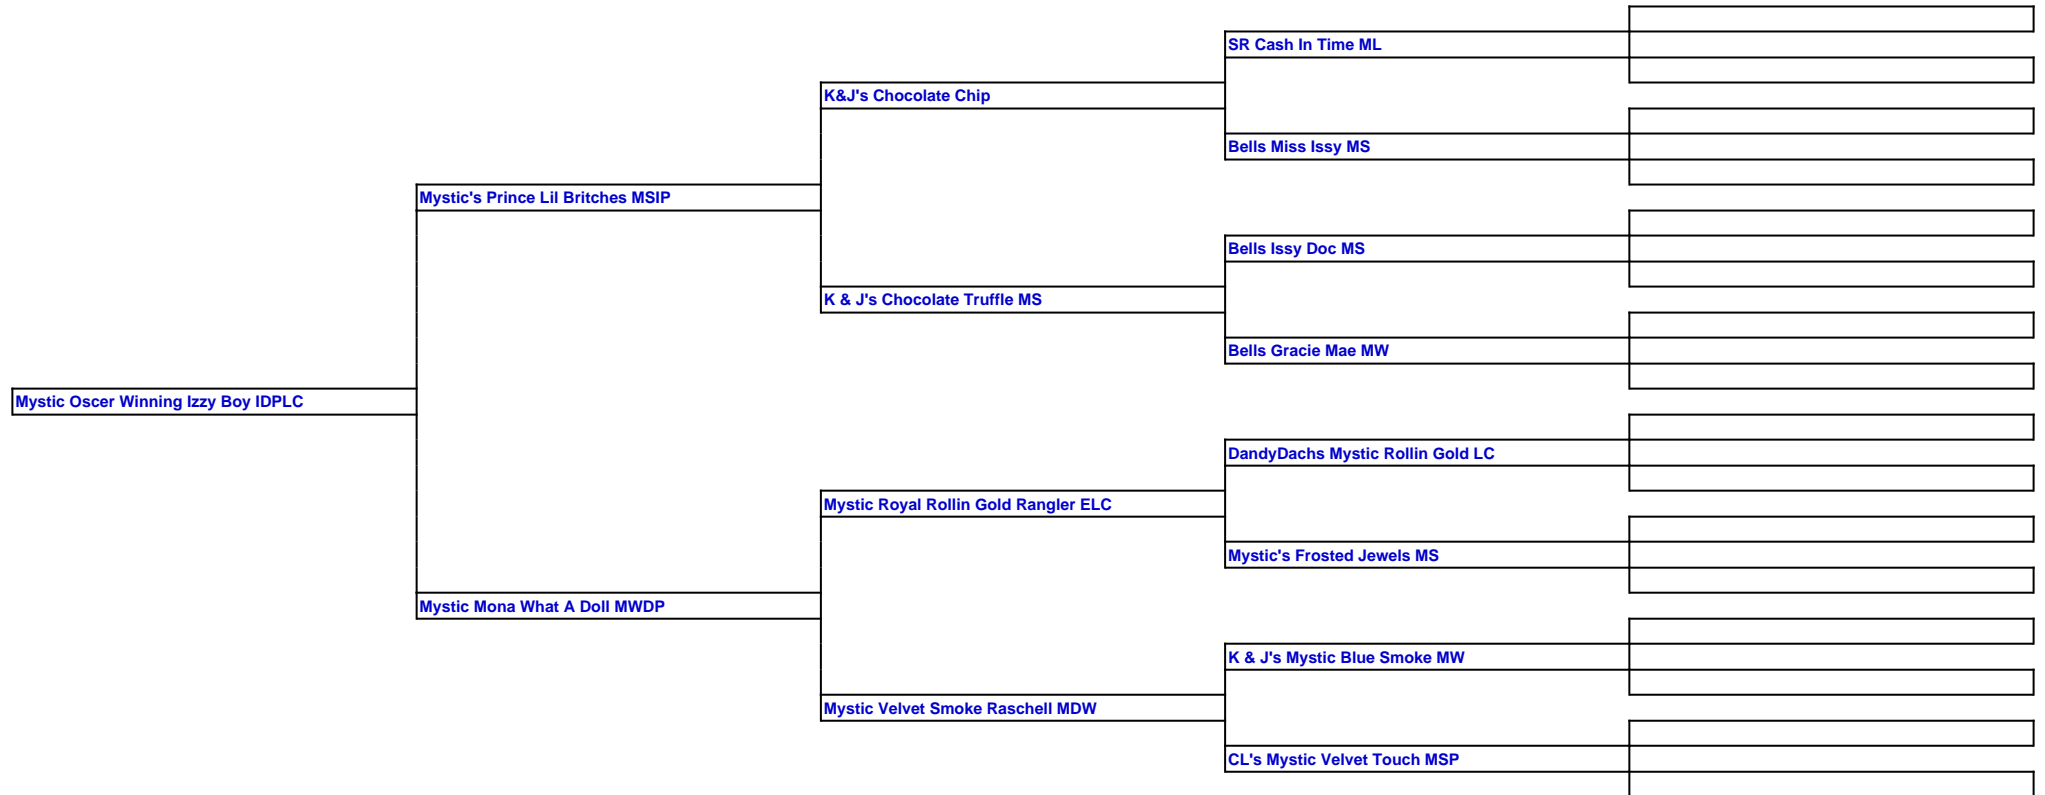 SR Cash In Time ML
K&J's Chocolate Chip
Bells Miss Issy MS
Mystic's Prince Lil Britches MSIP
Bells Issy Doc MS
K & J's Chocolate Truffle MS
Bells Gracie Mae MW
Mystic Oscer Winning Izzy Boy IDPLC
DandyDachs Mystic Rollin Gold LC
Mystic Royal Rollin Gold Rangler ELC
Mystic's Frosted Jewels MS
Mystic Mona What A Doll MWDP
K & J's Mystic Blue Smoke MW
Mystic Velvet Smoke Raschell MDW
CL's Mystic Velvet Touch MSP